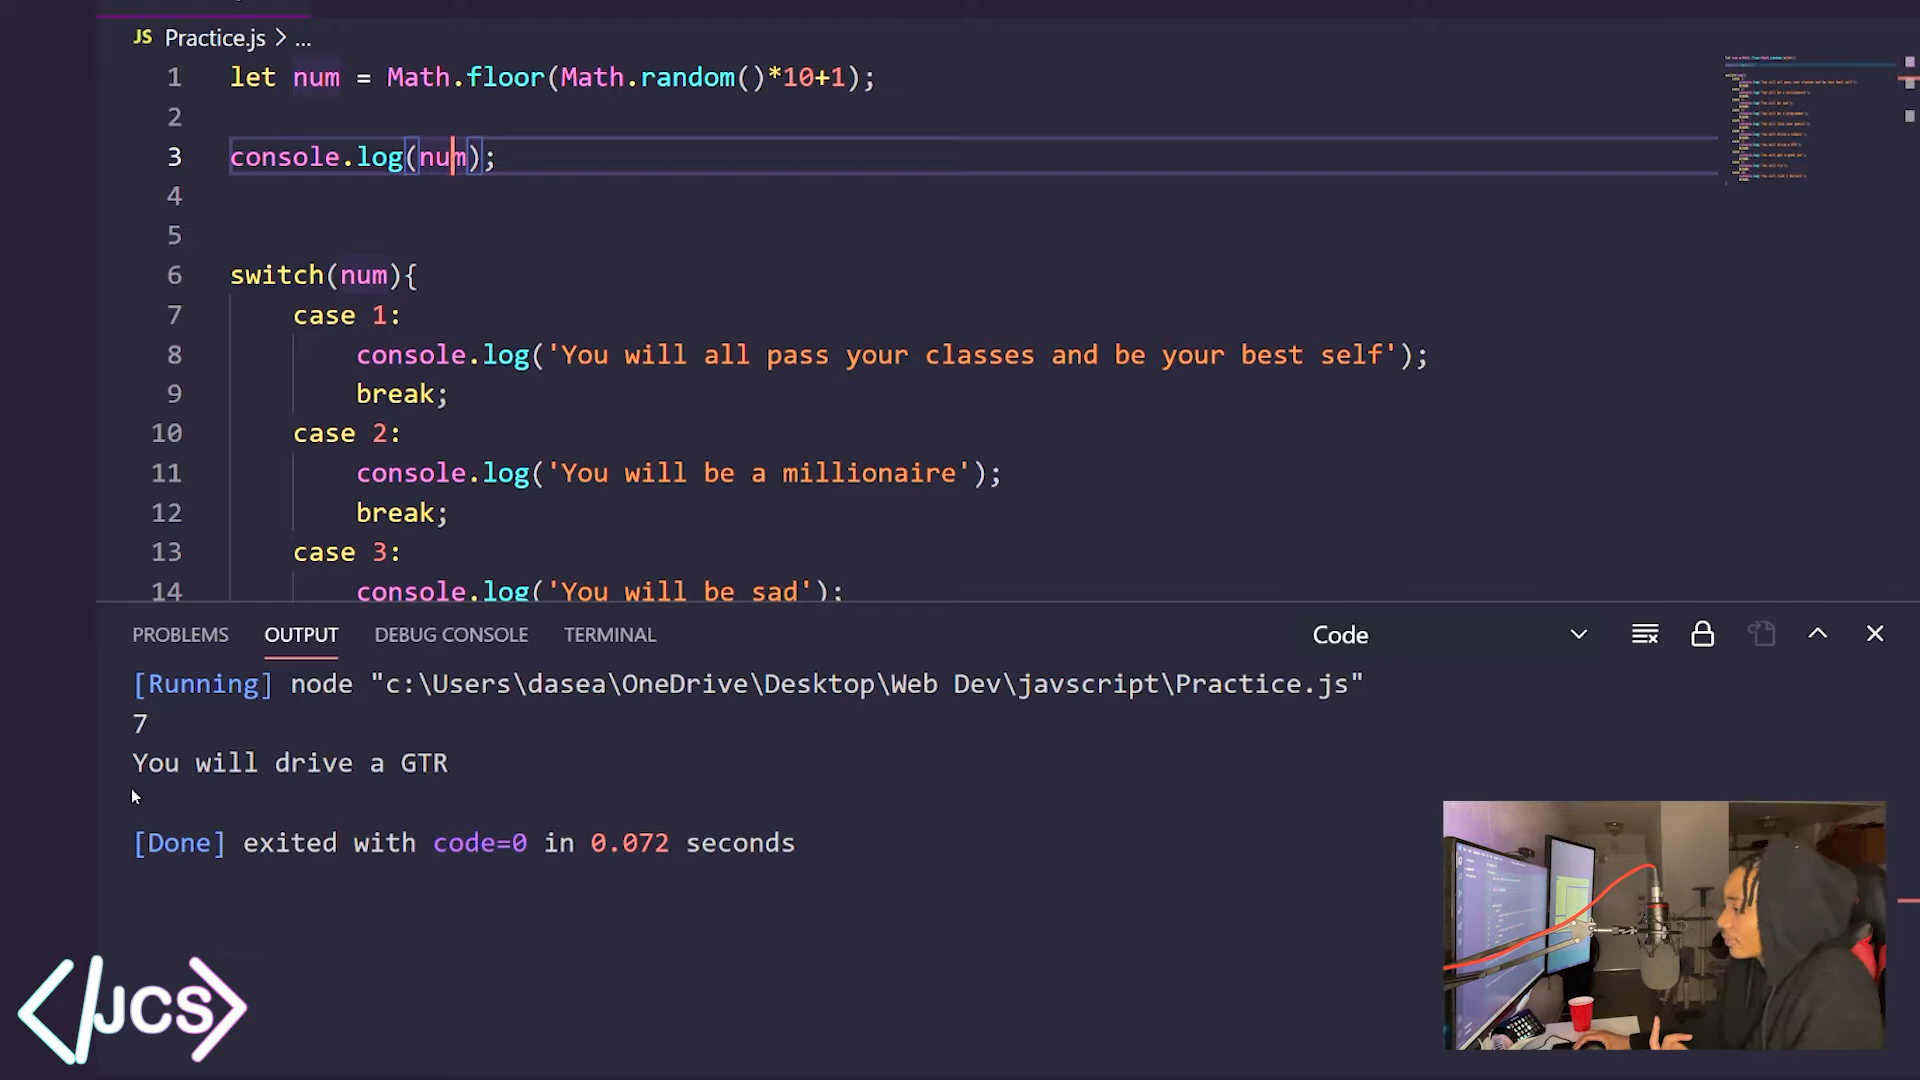 JS Practice.js > ...
1 let num = Math.floor(Math.random()*10+1);
2
3 console.log(num);
4
5
6 switch(num){
7 case 1:
8 console.log('You will all pass your classes and be your best self');
9 break;
10 case 2:
11 console.log('You will be a millionaire');
12 break;
13 case 3:
14 console.log('You will be sad');
PROBLEMS OUTPUT DEBUG CONSOLE TERMINAL Code
[Running] node "c:\Users\dasea\OneDrive\Desktop\Web Dev\javscript\Practice.js"
7
You will drive a GTR
[Done] exited with code=0 in 0.072 seconds
</JCS>